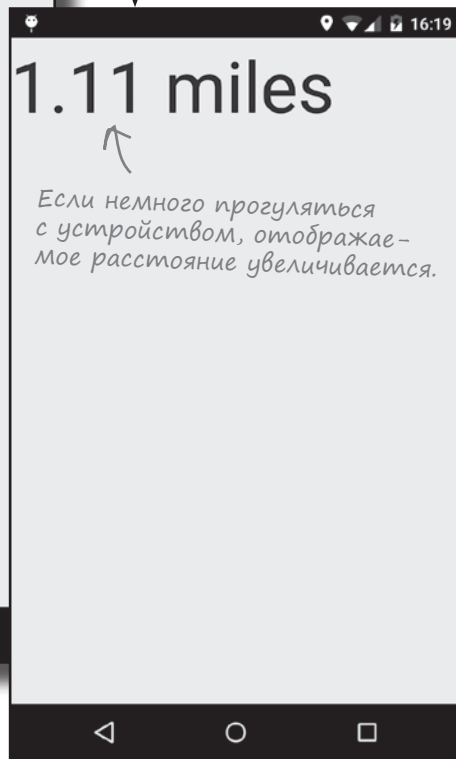 16:19
1.11 miles
Если немного прогуляться
с устройством, отображае-
мое расстояние увеличивается.